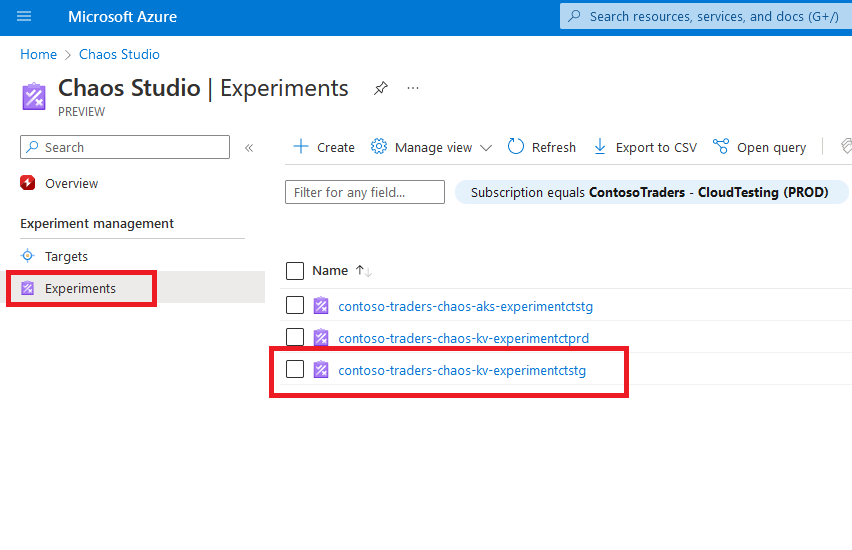 Microsoft Azure
Search resources, services, and docs (G+/)
Home > Chaos Studio
Chaos Studio | Experiments ...
PREVIEW
Search «
Create Manage view Refresh Export to CSV Open query
Overview
Filter for any field... Subscription equals ContosoTraders - CloudTesting (PROD)
Experiment management
Targets
Experiments
Name ↑↓
contoso-traders-chaos-aks-experimentctstg
contoso-traders-chaos-kv-experimentctprd
contoso-traders-chaos-kv-experimentctstg